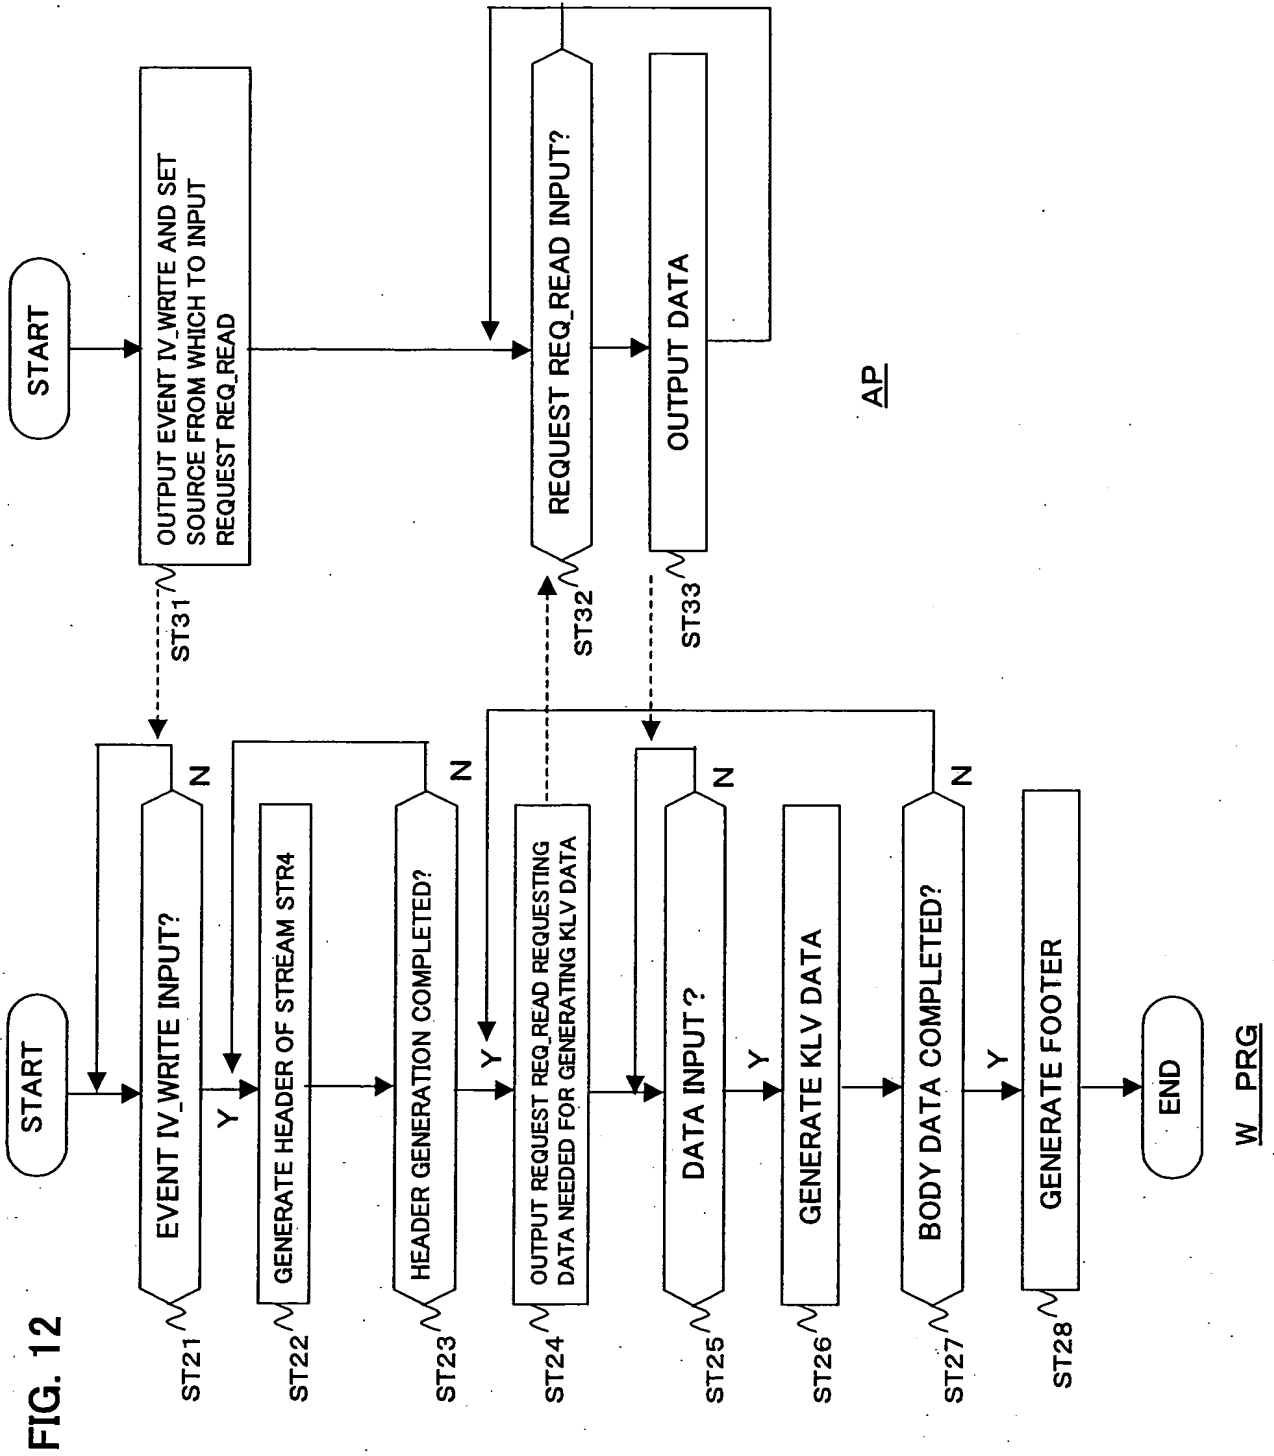 FIG. 12
START
ST21
EVENT IV_WRITE INPUT?
N
Y
ST22
GENERATE HEADER OF STREAM STR4
ST23
HEADER GENERATION COMPLETED?
N
Y
ST24
OUTPUT REQUEST REQ_READ REQUESTING
DATA NEEDED FOR GENERATING KLV DATA
ST25
DATA INPUT?
N
Y
ST26
GENERATE KLV DATA
ST27
BODY DATA COMPLETED?
N
Y
ST28
GENERATE FOOTER
END
W PRG
START
ST31
OUTPUT EVENT IV_WRITE AND SET
SOURCE FROM WHICH TO INPUT
REQUEST REQ_READ
ST32
REQUEST REQ_READ INPUT?
ST33
OUTPUT DATA
AP